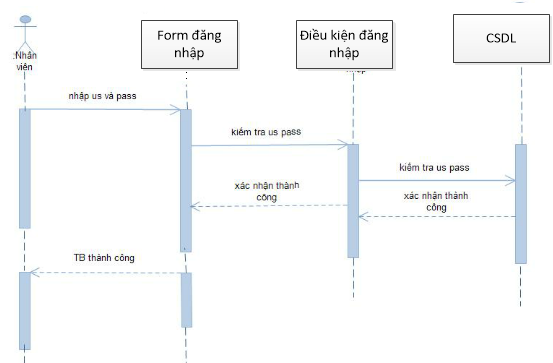 Form đăng
nhập
Điều kiện đăng
nhập
CSDL
:Nhân
viên
nhập us và pass
kiểm tra us pass
kiểm tra us pass
xác nhận thành
công
xác nhận thành
công
TB thành công